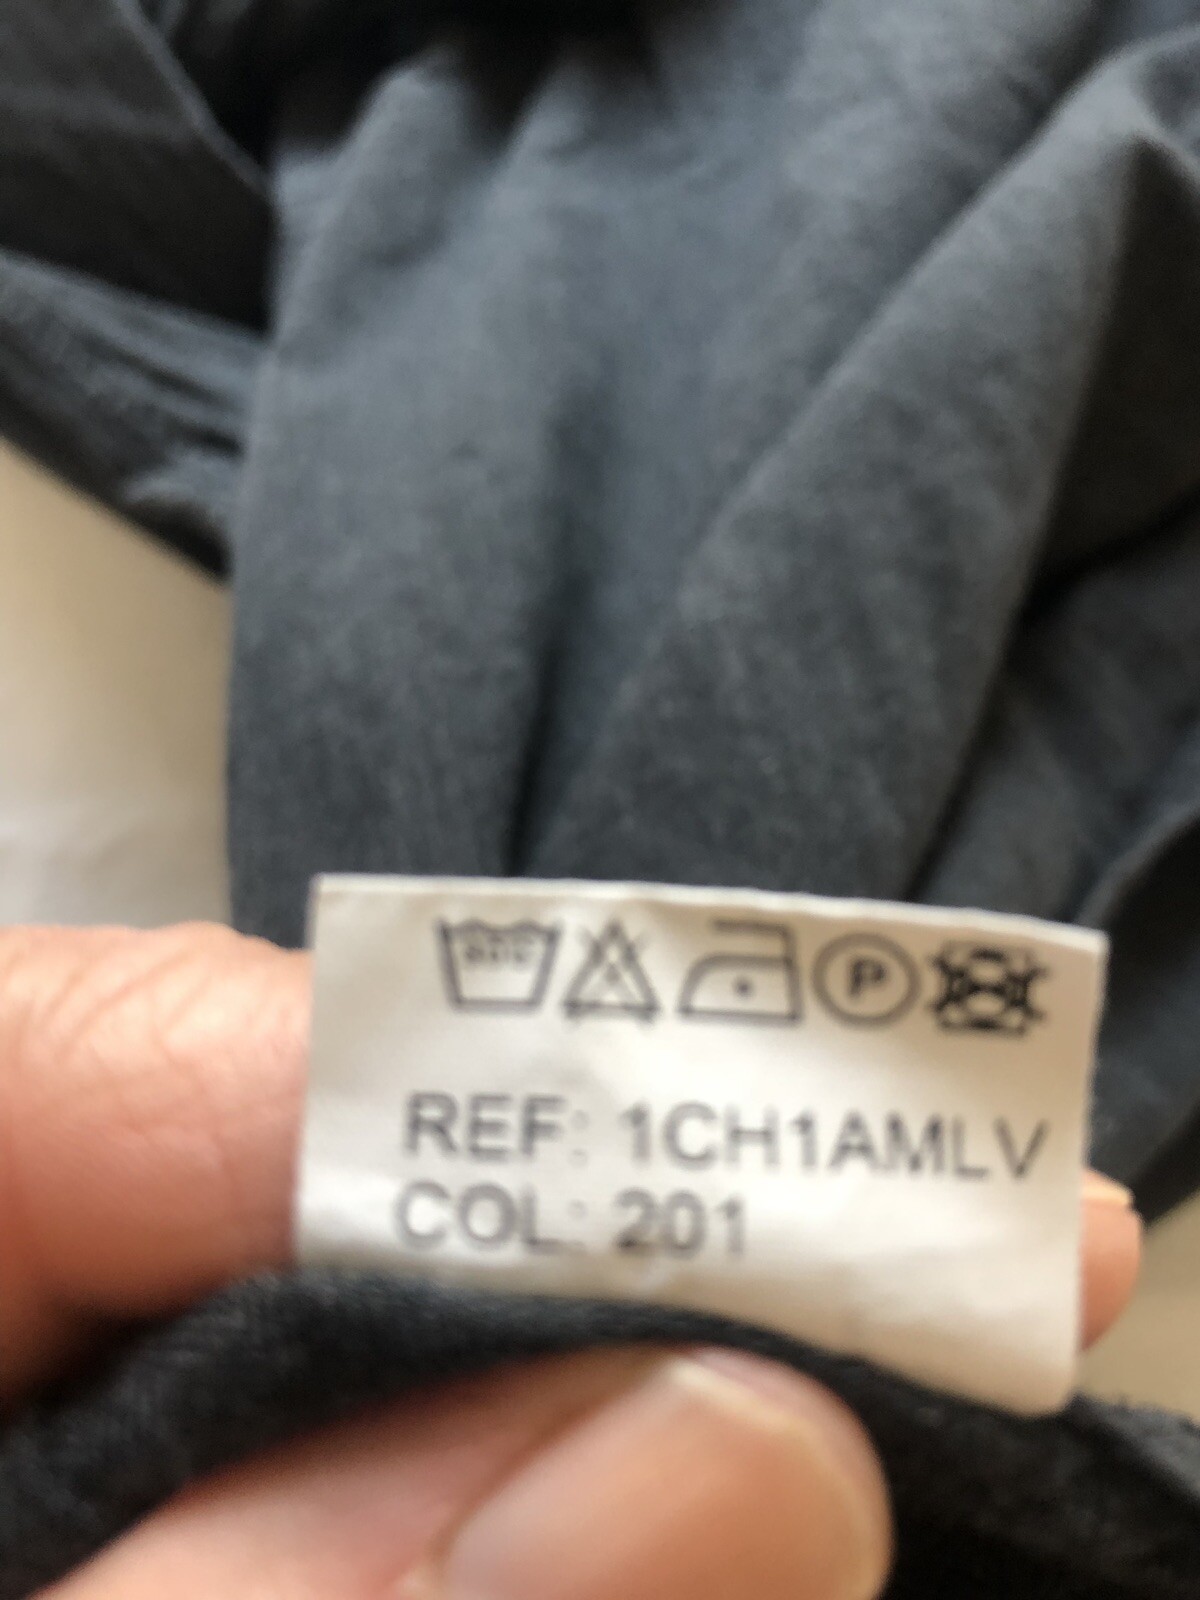 P
REF: 1CH1AMLV
COL: 201